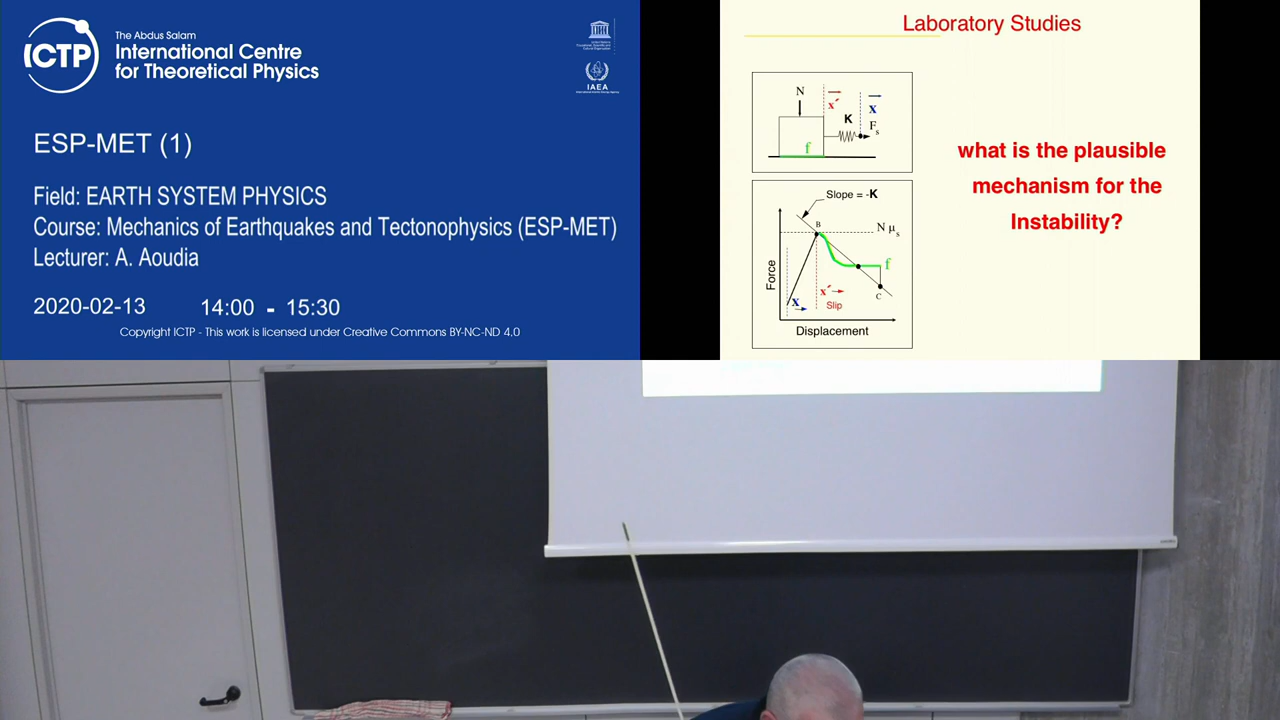 ICTP
The Abdus Salam
International Centre
for Theoretical Physics
IAEA
ESP-MET (1)
Field: EARTH SYSTEM PHYSICS
Course: Mechanics of Earthquakes and Tectonophysics (ESP-MET)
Lecturer: A. Aoudia
2020-02-13 14:00 - 15:30
Copyright ICTP - This work is licensed under Creative Commons BY-NC-ND 4.0
Laboratory Studies
N
x´
x
K
Fs
f
what is the plausible
mechanism for the
Instability?
Slope = -K
B
N μs
Force
f
x
x´
Slip
C
Displacement